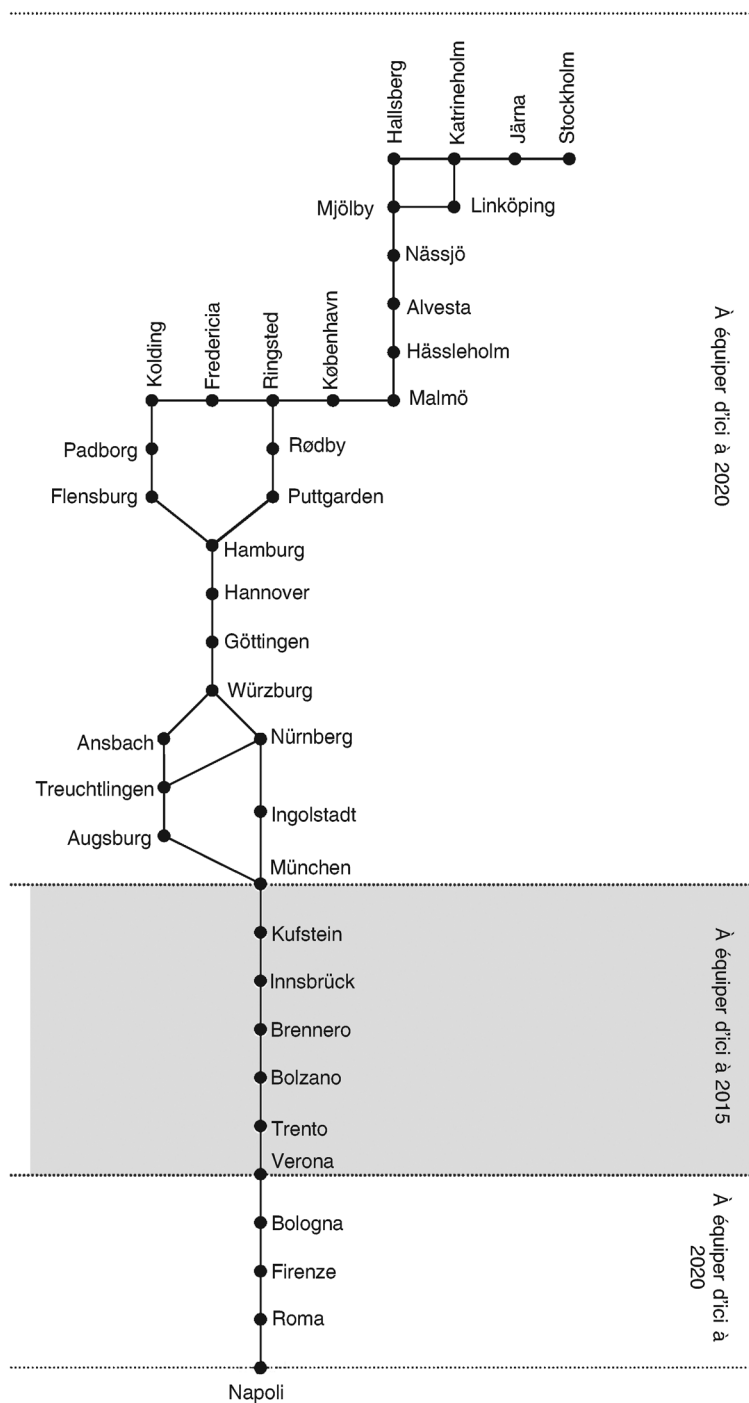 Hallsberg
Katrineholm
Järna
Stockholm
Mjölby
Linköping
Nässjö
Alvesta
Hässleholm
Malmö
Kolding
Fredericia
Ringsted
København
Padborg
Rødby
Flensburg
Puttgarden
Hamburg
Hannover
Göttingen
Würzburg
Ansbach
Nürnberg
Treuchtlingen
Ingolstadt
Augsburg
München
À équiper d'ici à 2020
Kufstein
Innsbrück
Brennero
Bolzano
Trento
Verona
À équiper d'ici à 2015
Bologna
Firenze
Roma
Napoli
À équiper d'ici à
2020